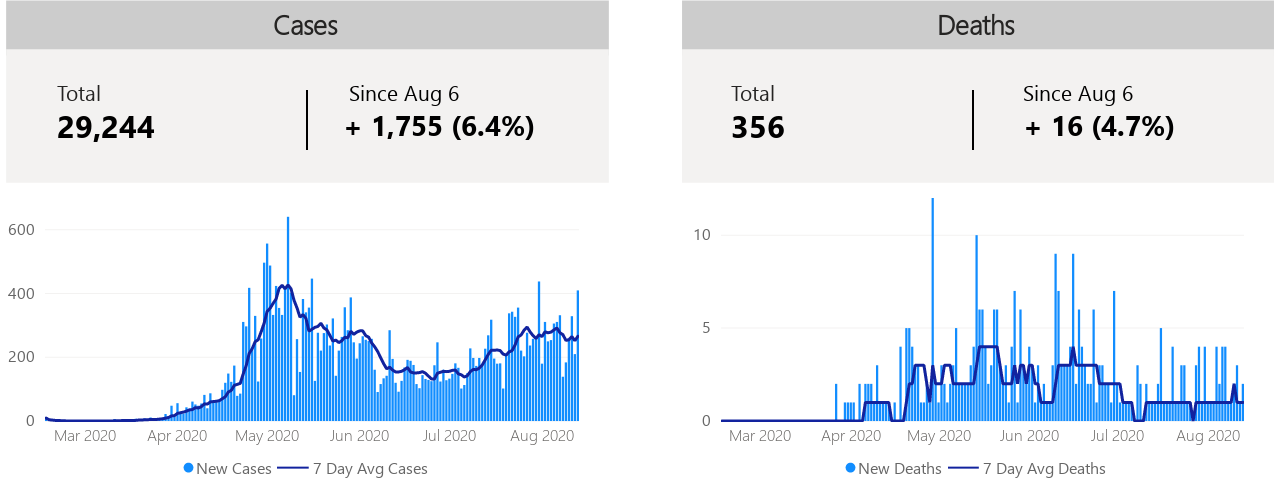 Cases
Total
29,244
Since Aug 6
+ 1,755 (6.4%)
600
400
200
0
Mar 2020 Apr 2020 May 2020 Jun 2020 Jul 2020 Aug 2020
New Cases 7 Day Avg Cases
Deaths
Total
356
Since Aug 6
+ 16 (4.7%)
10
5
0
Mar 2020 Apr 2020 May 2020 Jun 2020 Jul 2020 Aug 2020
New Deaths 7 Day Avg Deaths